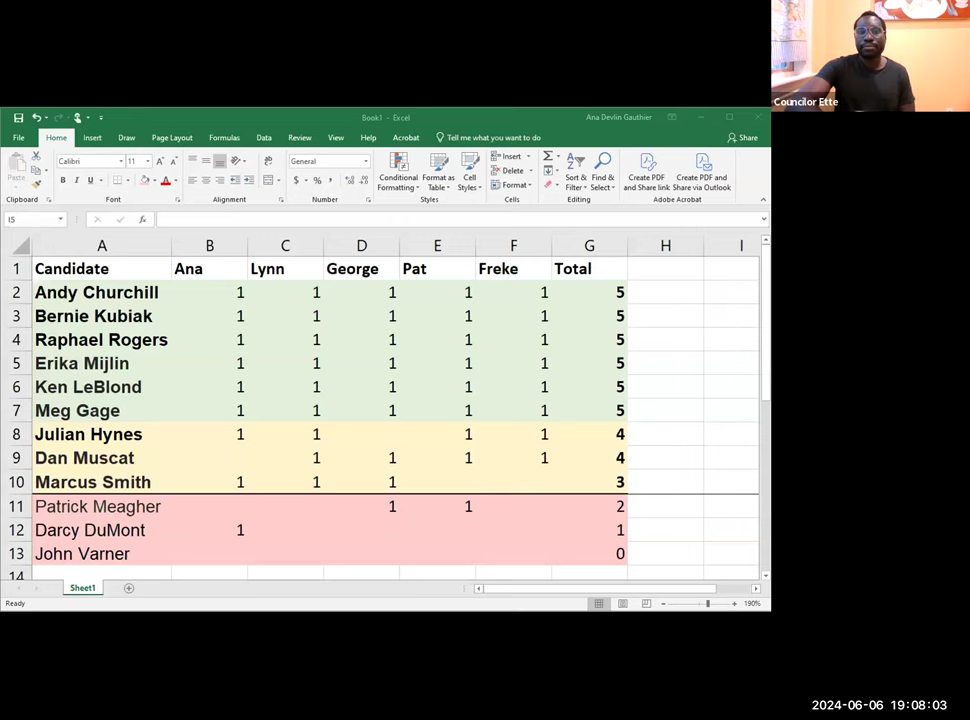 Councilor Ette
Book1 - Excel
Ana Devlin Gauthier
File Home Insert Draw Page Layout Formulas Data Review View Help Acrobat Tell me what you want to do Share
Paste
Calibri 11
General
Conditional Formatting
Format as Table
Cell Styles
Insert
Delete
Format
Sort & Filter
Find & Select
Create PDF and Share link
Create PDF and Share via Outlook
Clipboard Font Alignment Number Styles Cells Editing Adobe Acrobat
I5
A B C D E F G H I
1 Candidate Ana Lynn George Pat Freke Total
2 Andy Churchill 1 1 1 1 1 5
3 Bernie Kubiak 1 1 1 1 1 5
4 Raphael Rogers 1 1 1 1 1 5
5 Erika Mijlin 1 1 1 1 1 5
6 Ken LeBlond 1 1 1 1 1 5
7 Meg Gage 1 1 1 1 1 5
8 Julian Hynes 1 1 1 1 4
9 Dan Muscat 1 1 1 1 4
10 Marcus Smith 1 1 1 3
11 Patrick Meagher 1 1 2
12 Darcy DuMont 1 1
13 John Varner 0
14
Sheet1
Ready 190%
2024-06-06 19:08:03